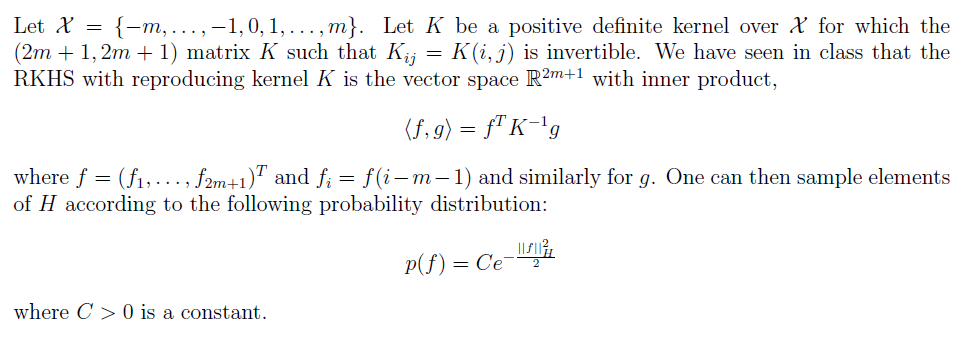 Let $\mathcal{X} = \{-m, \ldots, -1, 0, 1, \ldots, m\}$. Let $K$ be a positive definite kernel over $\mathcal{X}$ for which the
$(2m + 1, 2m + 1)$ matrix $K$ such that $K_{ij} = K(i, j)$ is invertible. We have seen in class that the
RKHS with reproducing kernel $K$ is the vector space $\mathbb{R}^{2m+1}$ with inner product,
$\langle f, g \rangle = f^T K^{-1} g$
where $f = (f_1, \ldots, f_{2m+1})^T$ and $f_i = f(i - m - 1)$ and similarly for $g$. One can then sample elements
of $H$ according to the following probability distribution:
$p(f) = Ce^{-\frac{||f||_H^2}{2}}$
where $C > 0$ is a constant.